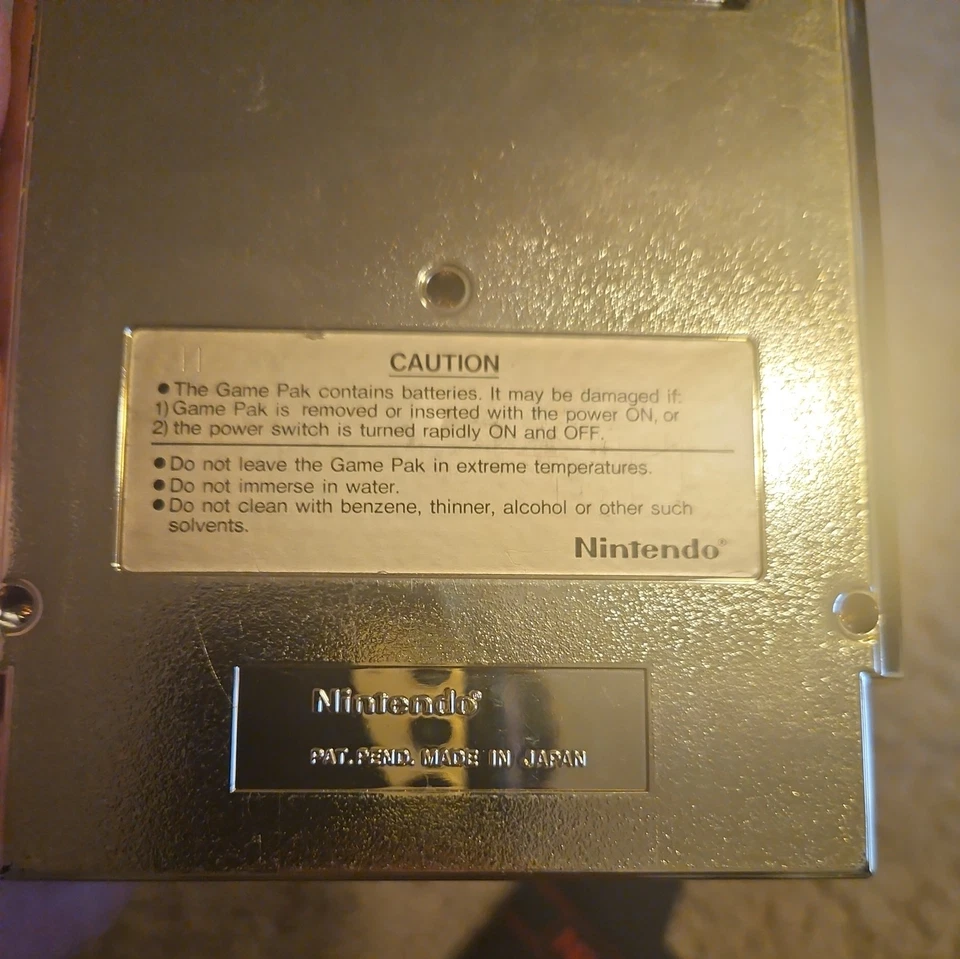 11
CAUTION
● The Game Pak contains batteries. It may be damaged if:
1) Game Pak is removed or inserted with the power ON, or
2) the power switch is turned rapidly ON and OFF.
● Do not leave the Game Pak in extreme temperatures.
● Do not immerse in water.
● Do not clean with benzene, thinner, alcohol or other such
solvents.
Nintendo®
Nintendo®
PAT. PEND. MADE IN JAPAN